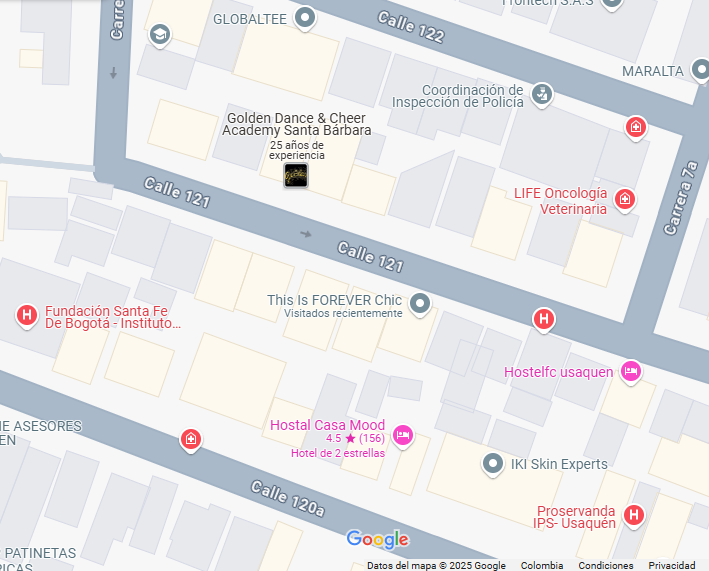 Frontech S.A.S
GLOBALTEE
Calle 122
MARALTA
Coordinación de
Inspección de Policía
Golden Dance & Cheer
Academy Santa Bárbara
25 años de
experiencia
Carrera 7a
Calle 121
LIFE Oncología
Veterinaria
Calle 121
This Is FOREVER Chic
Visitados recientemente
H
H
Fundación Santa Fe
De Bogotá - Instituto...
Hostelfc usaquen
Hostal Casa Mood
4.5 ★ (156)
Hotel de 2 estrellas
E ASESORES
EN
IKI Skin Experts
Calle 120a
Proservanda
IPS- Usaquén
H
Google
PATINETAS
Datos del mapa © 2025 Google Colombia Condiciones Privacidad